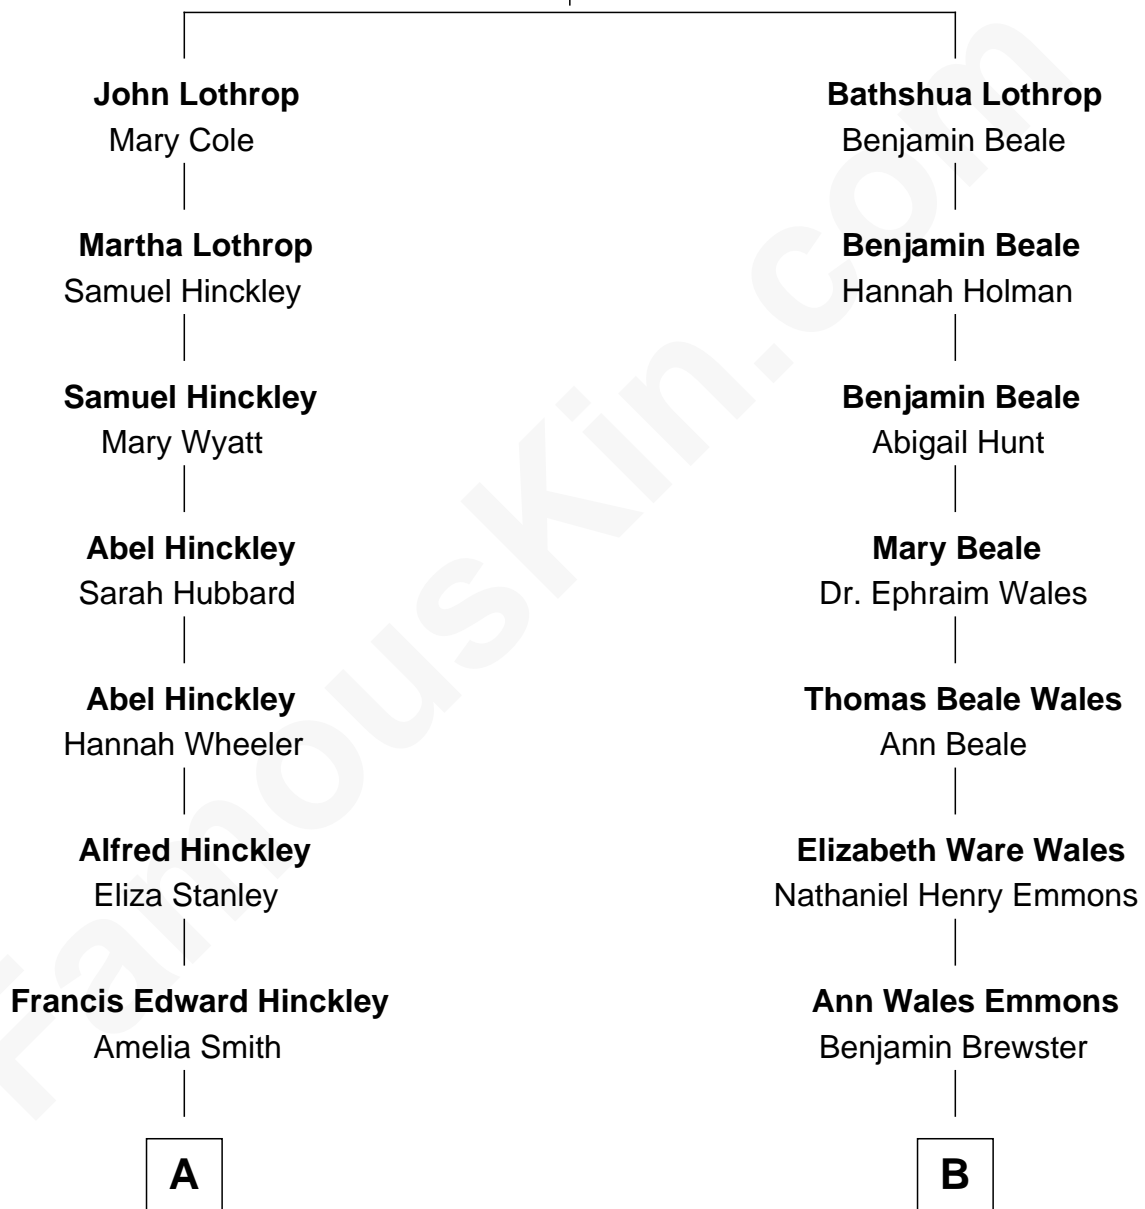 John Lothrop
Mary Cole
Martha Lothrop
Samuel Hinckley
Samuel Hinckley
Mary Wyatt
Abel Hinckley
Sarah Hubbard
Abel Hinckley
Hannah Wheeler
Alfred Hinckley
Eliza Stanley
Francis Edward Hinckley
Amelia Smith
A
Bathshua Lothrop
Benjamin Beale
Benjamin Beale
Hannah Holman
Benjamin Beale
Abigail Hunt
Mary Beale
Dr. Ephraim Wales
Thomas Beale Wales
Ann Beale
Elizabeth Ware Wales
Nathaniel Henry Emmons
Ann Wales Emmons
Benjamin Brewster
B
FamousKin.com